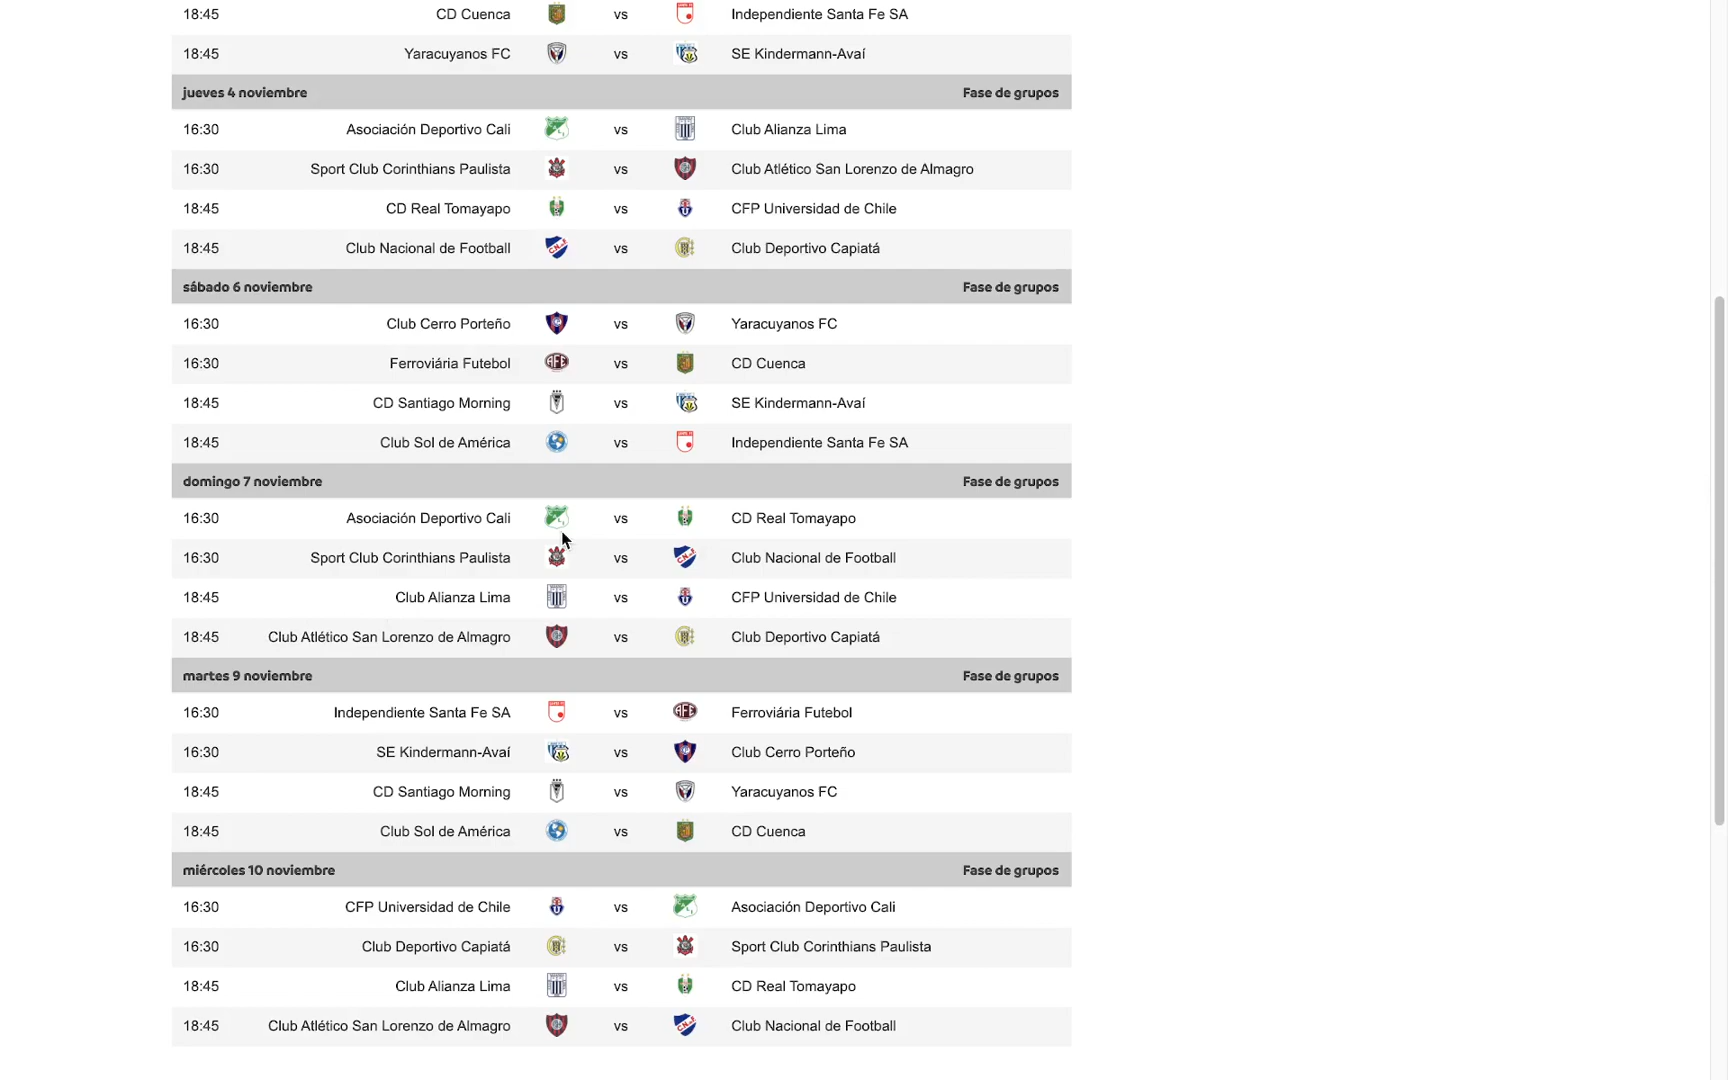 18:45 CD Cuenca vs Independiente Santa Fe SA
18:45 Yaracuyanos FC vs SE Kindermann-Avaí
jueves 4 noviembre Fase de grupos
16:30 Asociación Deportivo Cali vs Club Alianza Lima
16:30 Sport Club Corinthians Paulista vs Club Atlético San Lorenzo de Almagro
18:45 CD Real Tomayapo vs CFP Universidad de Chile
18:45 Club Nacional de Football vs Club Deportivo Capiatá
sábado 6 noviembre Fase de grupos
16:30 Club Cerro Porteño vs Yaracuyanos FC
16:30 Ferroviária Futebol vs CD Cuenca
18:45 CD Santiago Morning vs SE Kindermann-Avaí
18:45 Club Sol de América vs Independiente Santa Fe SA
domingo 7 noviembre Fase de grupos
16:30 Asociación Deportivo Cali vs CD Real Tomayapo
16:30 Sport Club Corinthians Paulista vs Club Nacional de Football
18:45 Club Alianza Lima vs CFP Universidad de Chile
18:45 Club Atlético San Lorenzo de Almagro vs Club Deportivo Capiatá
martes 9 noviembre Fase de grupos
16:30 Independiente Santa Fe SA vs Ferroviária Futebol
16:30 SE Kindermann-Avaí vs Club Cerro Porteño
18:45 CD Santiago Morning vs Yaracuyanos FC
18:45 Club Sol de América vs CD Cuenca
miércoles 10 noviembre Fase de grupos
16:30 CFP Universidad de Chile vs Asociación Deportivo Cali
16:30 Club Deportivo Capiatá vs Sport Club Corinthians Paulista
18:45 Club Alianza Lima vs CD Real Tomayapo
18:45 Club Atlético San Lorenzo de Almagro vs Club Nacional de Football